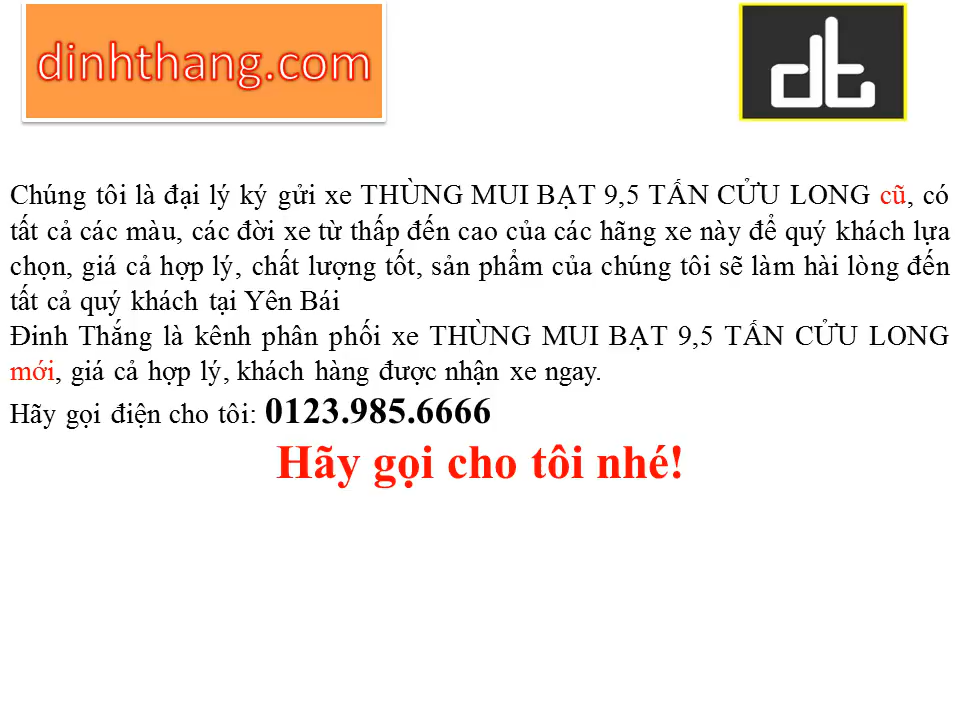 dinhthang.com
dt
Chúng tôi là đại lý ký gửi xe THÙNG MUI BẠT 9,5 TẤN CỬU LONG cũ, có
tất cả các màu, các đời xe từ thấp đến cao của các hãng xe này để quý khách lựa
chọn, giá cả hợp lý, chất lượng tốt, sản phẩm của chúng tôi sẽ làm hài lòng đến
tất cả quý khách tại Yên Bái
Đinh Thắng là kênh phân phối xe THÙNG MUI BẠT 9,5 TẤN CỬU LONG
mới, giá cả hợp lý, khách hàng được nhận xe ngay.
Hãy gọi điện cho tôi: 0123.985.6666
Hãy gọi cho tôi nhé!